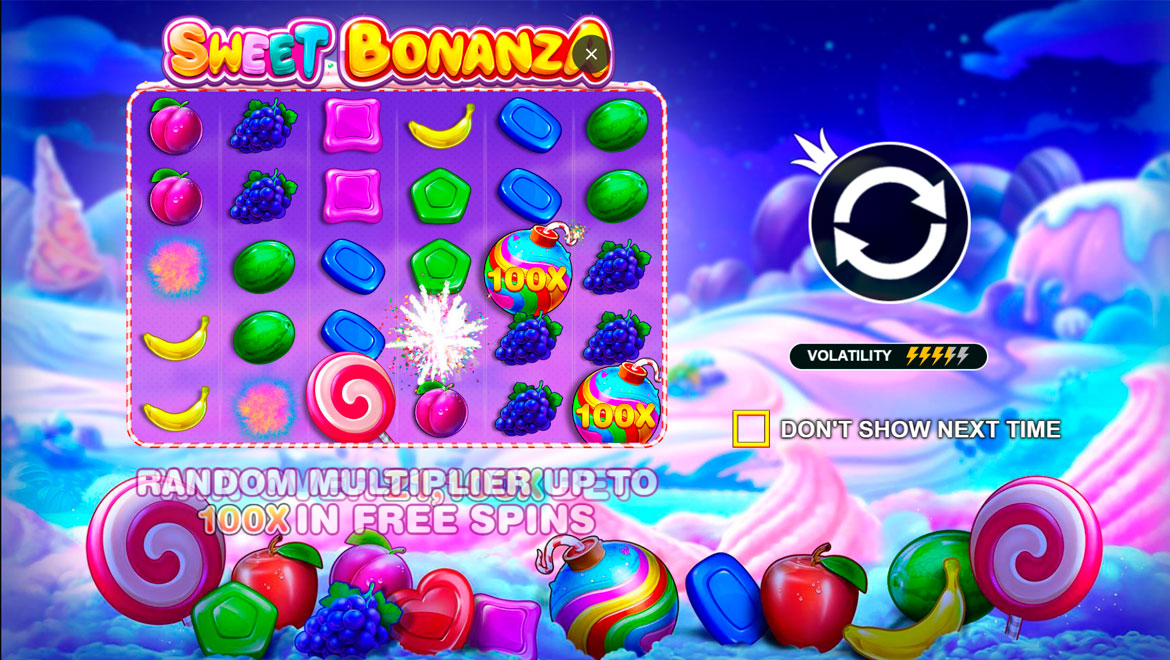 SWEET BONANZA
100X
100X
VOLATILITY
DON'T SHOW NEXT TIME
RANDOM MULTIPLIER UP TO
100X IN FREE SPINS